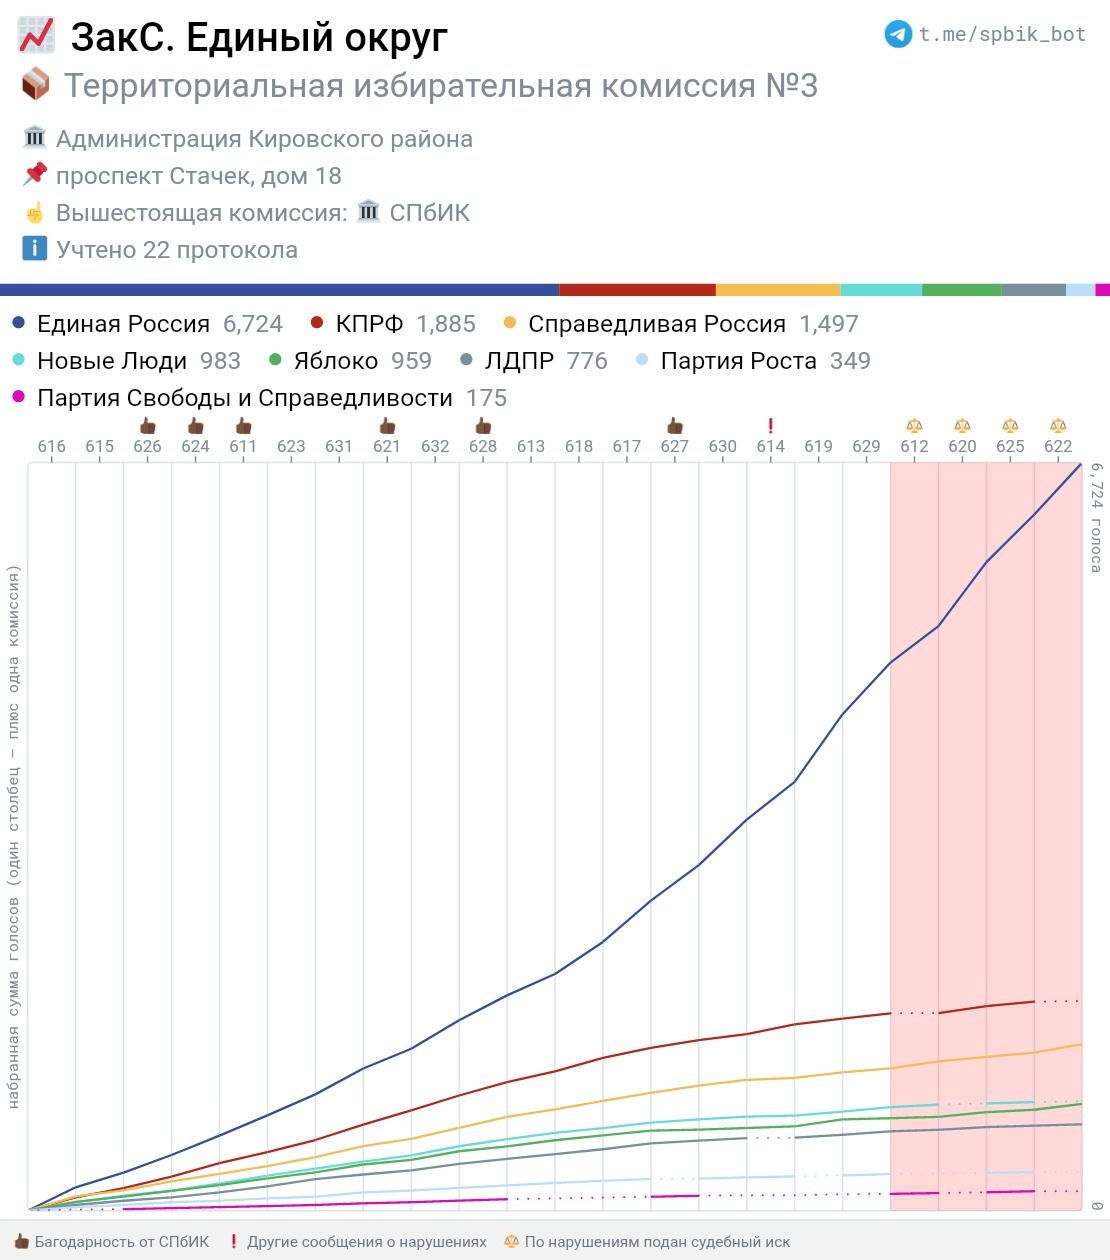 ЗакС. Единый округ
t.me/spbik_bot
Территориальная избирательная комиссия №3
Администрация Кировского района
проспект Стачек, дом 18
Вышестоящая комиссия: СПбИК
Учтено 22 протокола
Единая Россия 6,724 КПРФ 1,885 Справедливая Россия 1,497
Новые Люди 983 Яблоко 959 ЛДПР 776 Партия Роста 349
Партия Свободы и Справедливости 175
616 615 626 624 611 623 631 621 632 628 613 618 617 627 630 614 619 629 612 620 625 622
6,724 голоса
набранная сумма голосов (один столбец — плюс одна комиссия)
0
Багодарность от СПбИК Другие сообщения о нарушениях По нарушениям подан судебный иск